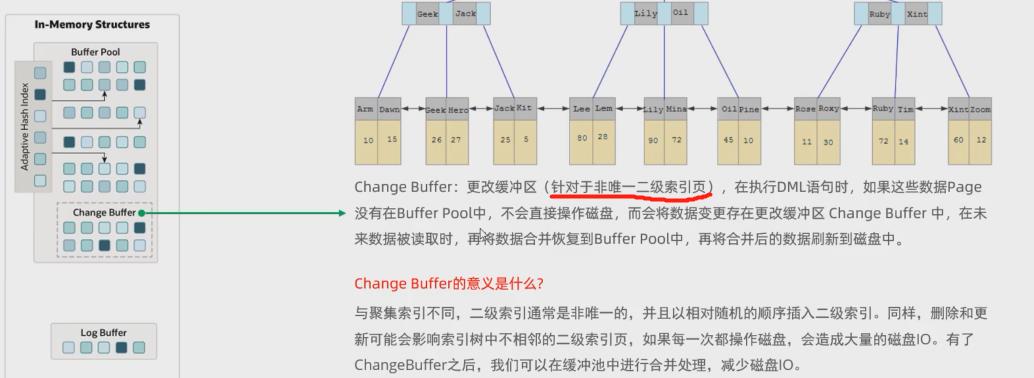 In-Memory Structures
Buffer Pool
Adaptive Hash Index
Change Buffer
Log Buffer
Geek Jack
Lily Oil
Ruby Xint
Arm Dawn Geek Hero Jack Kit Lee Lem Lily Mina Oil Pine Rose Roxy Ruby Tim Xint Zoom
10 15 26 27 25 5 80 28 90 72 45 10 11 30 72 14 60 12
Change Buffer：更改缓冲区（针对于非唯一二级索引页），在执行DML语句时，如果这些数据Page
没有在Buffer Pool中，不会直接操作磁盘，而会将数据变更存在更改缓冲区 Change Buffer 中，在未
来数据被读取时，再将数据合并恢复到Buffer Pool中，再将合并后的数据刷新到磁盘中。
Change Buffer的意义是什么?
与聚集索引不同，二级索引通常是非唯一的，并且以相对随机的顺序插入二级索引。同样，删除和更
新可能会影响索引树中不相邻的二级索引页，如果每一次都操作磁盘，会造成大量的磁盘IO。有了
ChangeBuffer之后，我们可以在缓冲池中进行合并处理，减少磁盘IO。